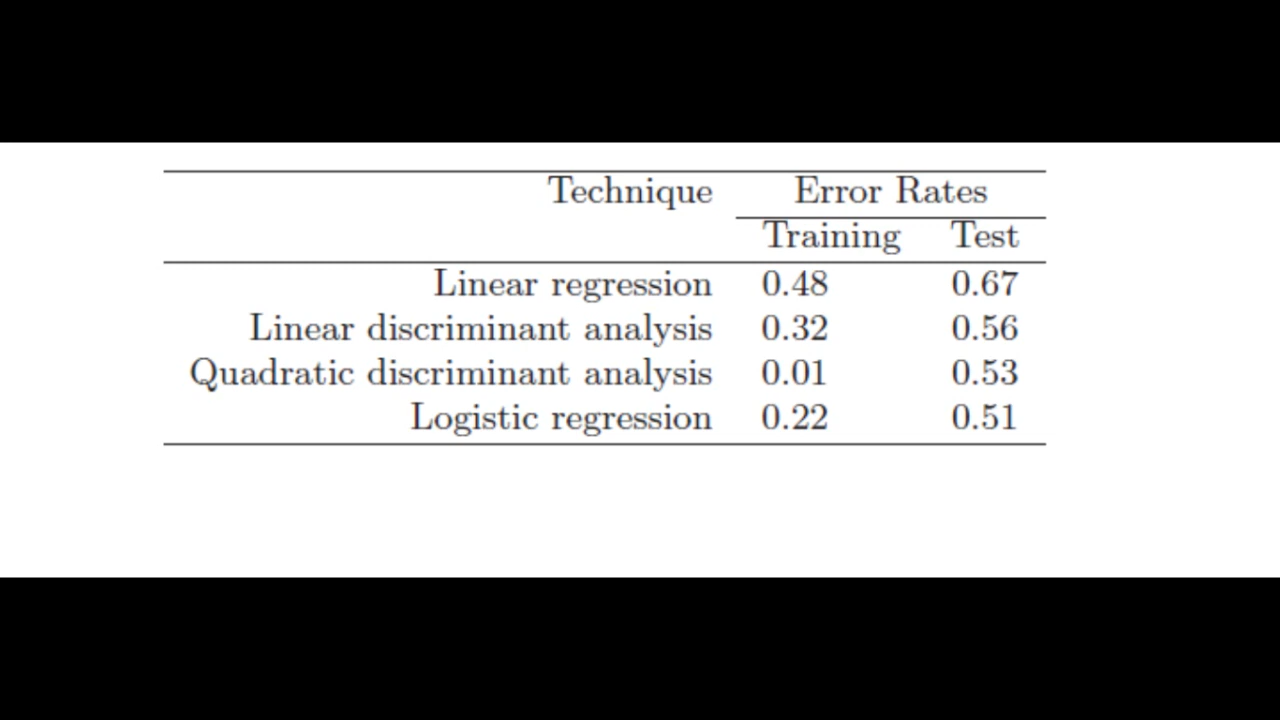 Technique Error Rates
Training Test
Linear regression 0.48 0.67
Linear discriminant analysis 0.32 0.56
Quadratic discriminant analysis 0.01 0.53
Logistic regression 0.22 0.51